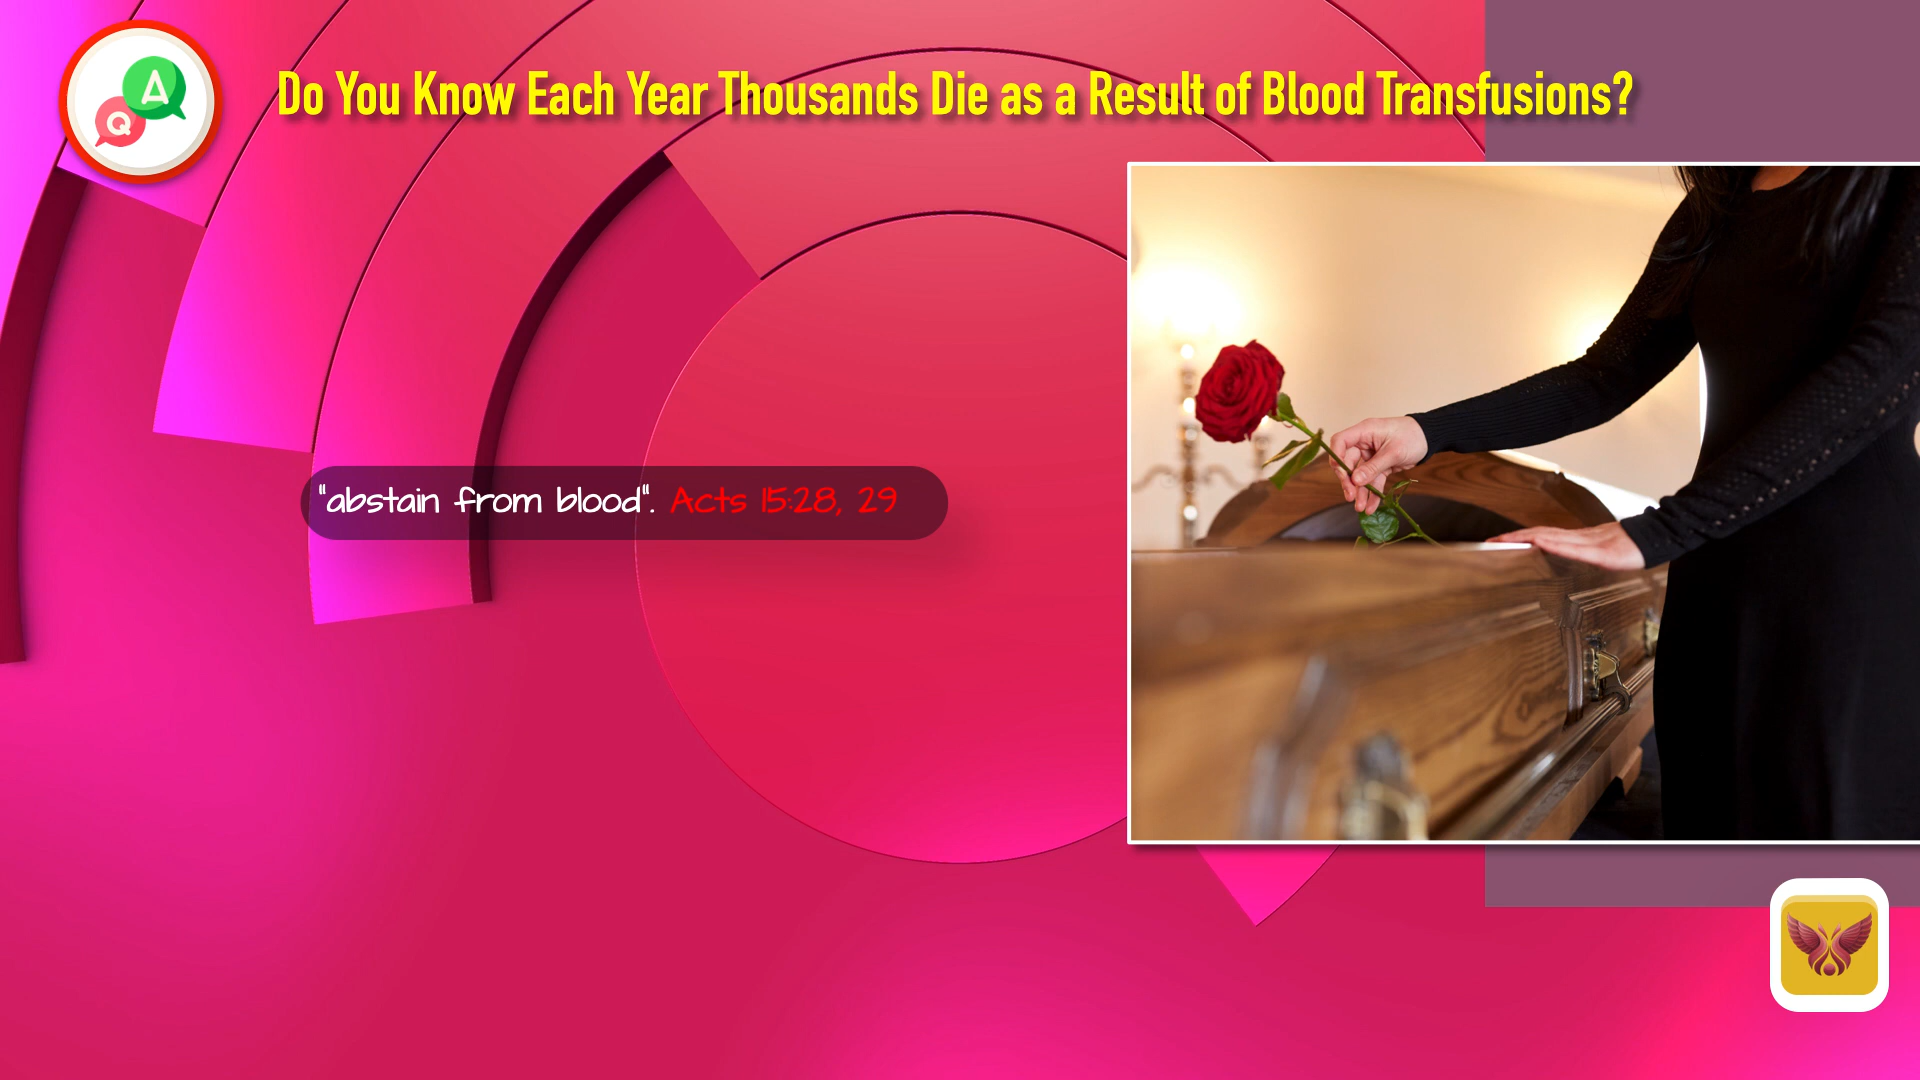 Do You Know Each Year Thousands Die as a Result of Blood Transfusions?
A
Q
"abstain from blood". Acts 15:28, 29